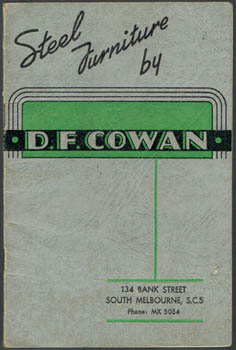 Steel
Furniture
by
D.F. COWAN
134 BANK STREET
SOUTH MELBOURNE, S.C.5
Phone: MX 5054